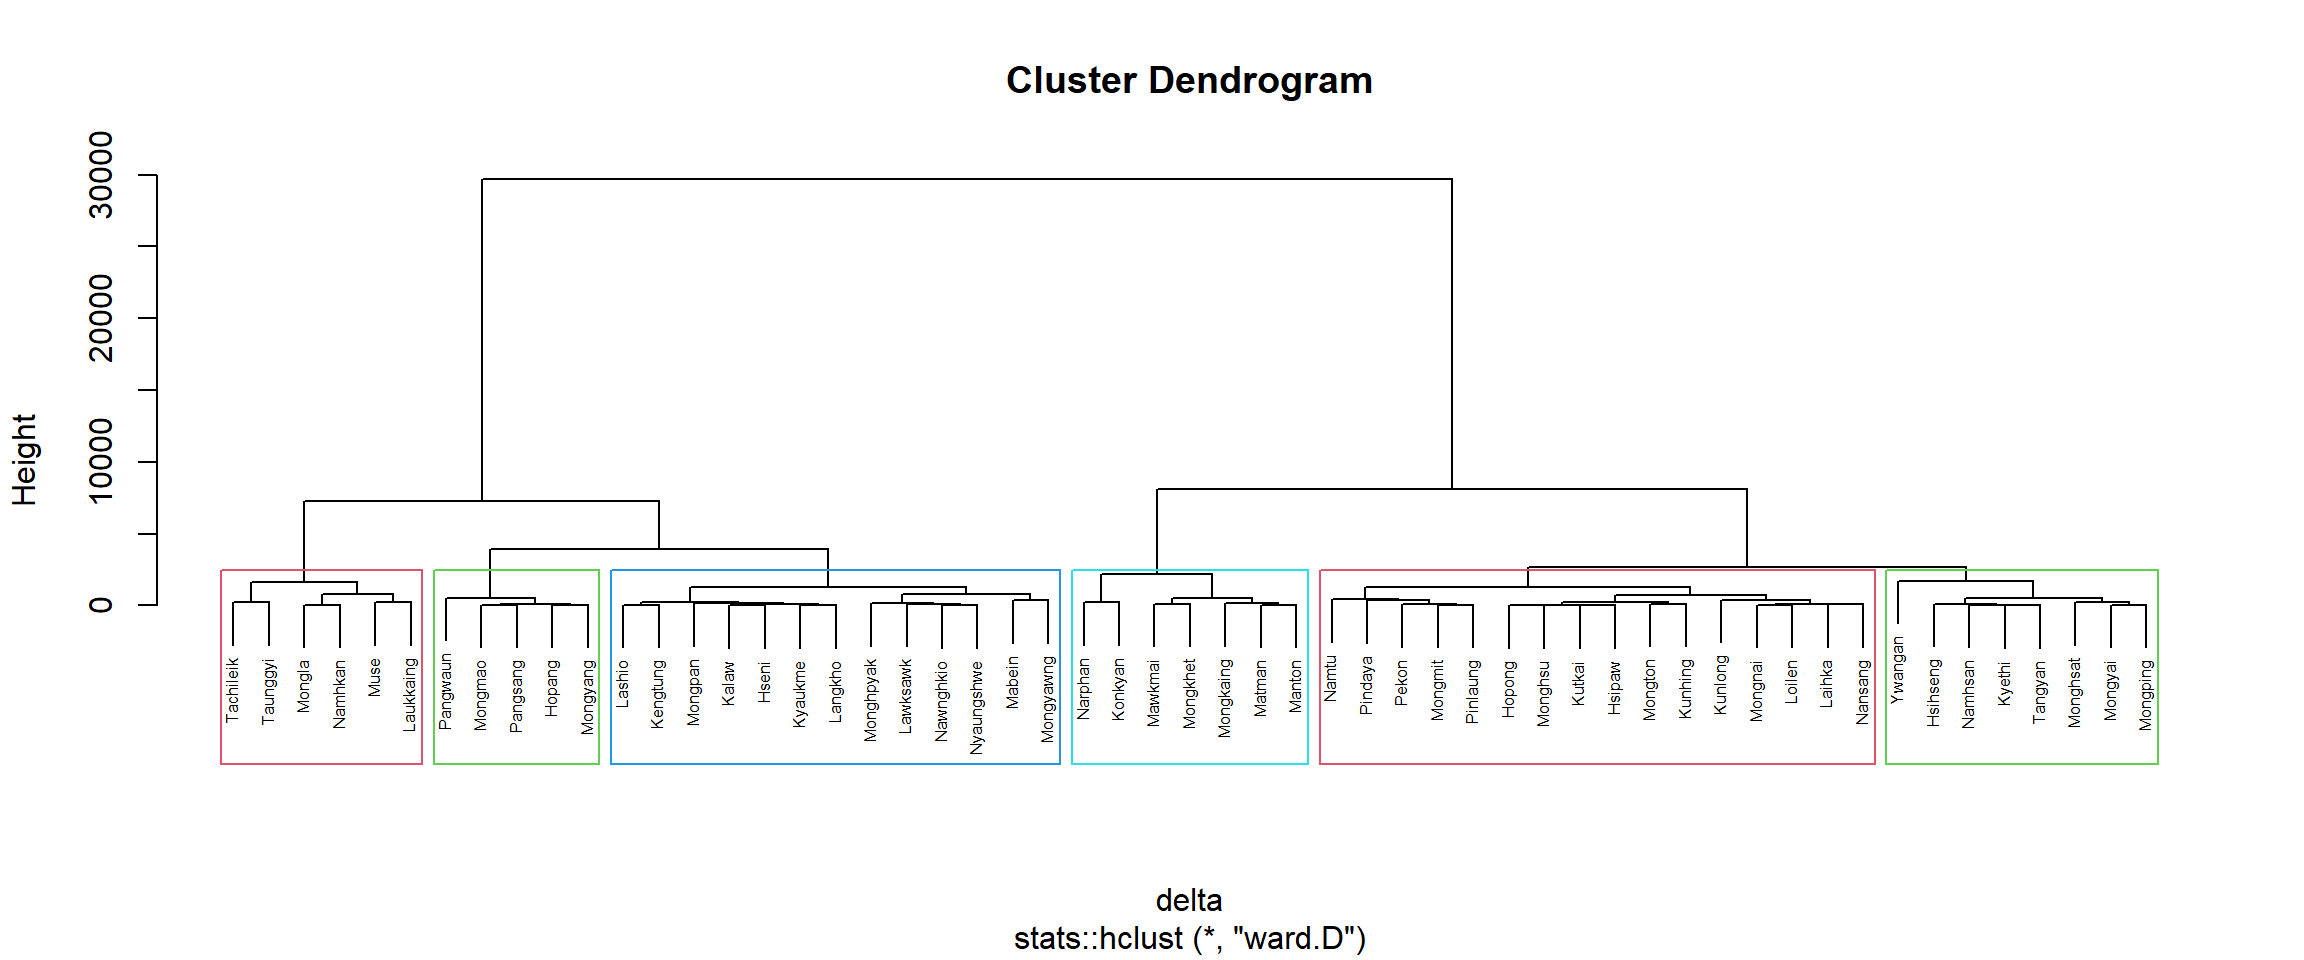 Cluster Dendrogram
Height
30000
20000
10000
0
Tachileik
Taunggyi
Mongla
Namhkan
Muse
Laukkaing
Pangwaun
Mongmao
Pangsang
Hopang
Mongyang
Lashio
Kengtung
Mongpan
Kalaw
Hseni
Kyaukme
Langkho
Monghpyak
Lawksawk
Nawnghkio
Nyaungshwe
Mabein
Mongyawng
Narphan
Konkyan
Mawkmai
Mongkhet
Mongkaing
Matman
Manton
Namtu
Pindaya
Pekon
Mongmit
Pinlaung
Hopong
Monghsu
Kutkai
Hsipaw
Mongton
Kunhing
Kunlong
Mongnai
Loilen
Laihka
Nansang
Ywangan
Hsihseng
Namhsan
Kyethi
Tangyan
Monghsat
Mongyai
Mongping
delta
stats::hclust (*, "ward.D")